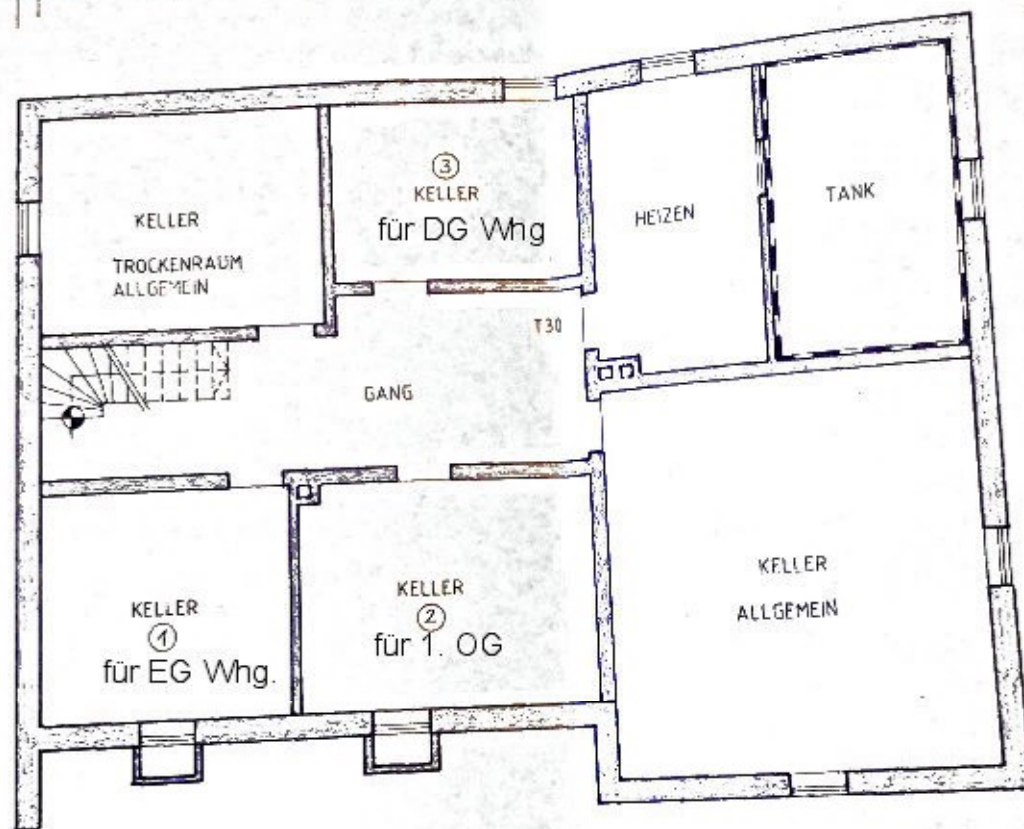 KELLER
TROCKENRAUM
ALLGEMEIN
3
KELLER
für DG Whg
HEIZEN
TANK
T30
GANG
KELLER
1
für EG Whg.
KELLER
2
für 1. OG
KELLER
ALLGEMEIN